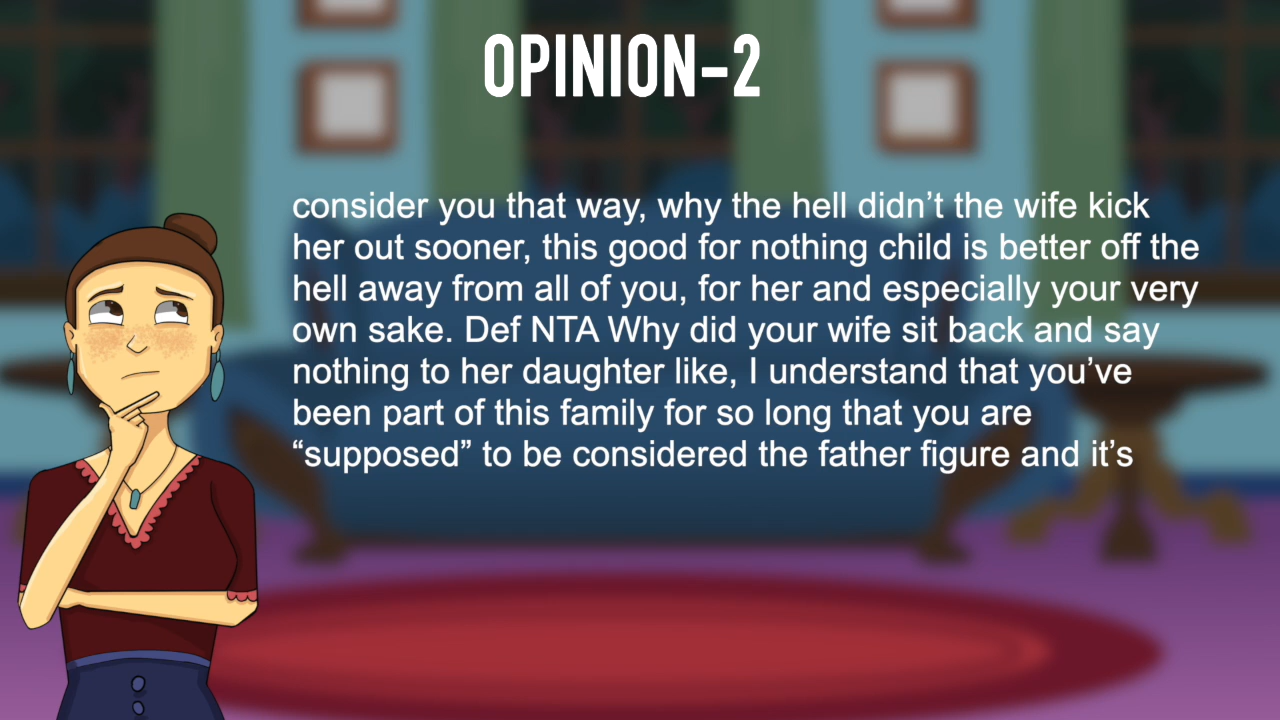 OPINION-2
consider you that way, why the hell didn’t the wife kick
her out sooner, this good for nothing child is better off the
hell away from all of you, for her and especially your very
own sake. Def NTA Why did your wife sit back and say
nothing to her daughter like, I understand that you’ve
been part of this family for so long that you are
“supposed” to be considered the father figure and it’s